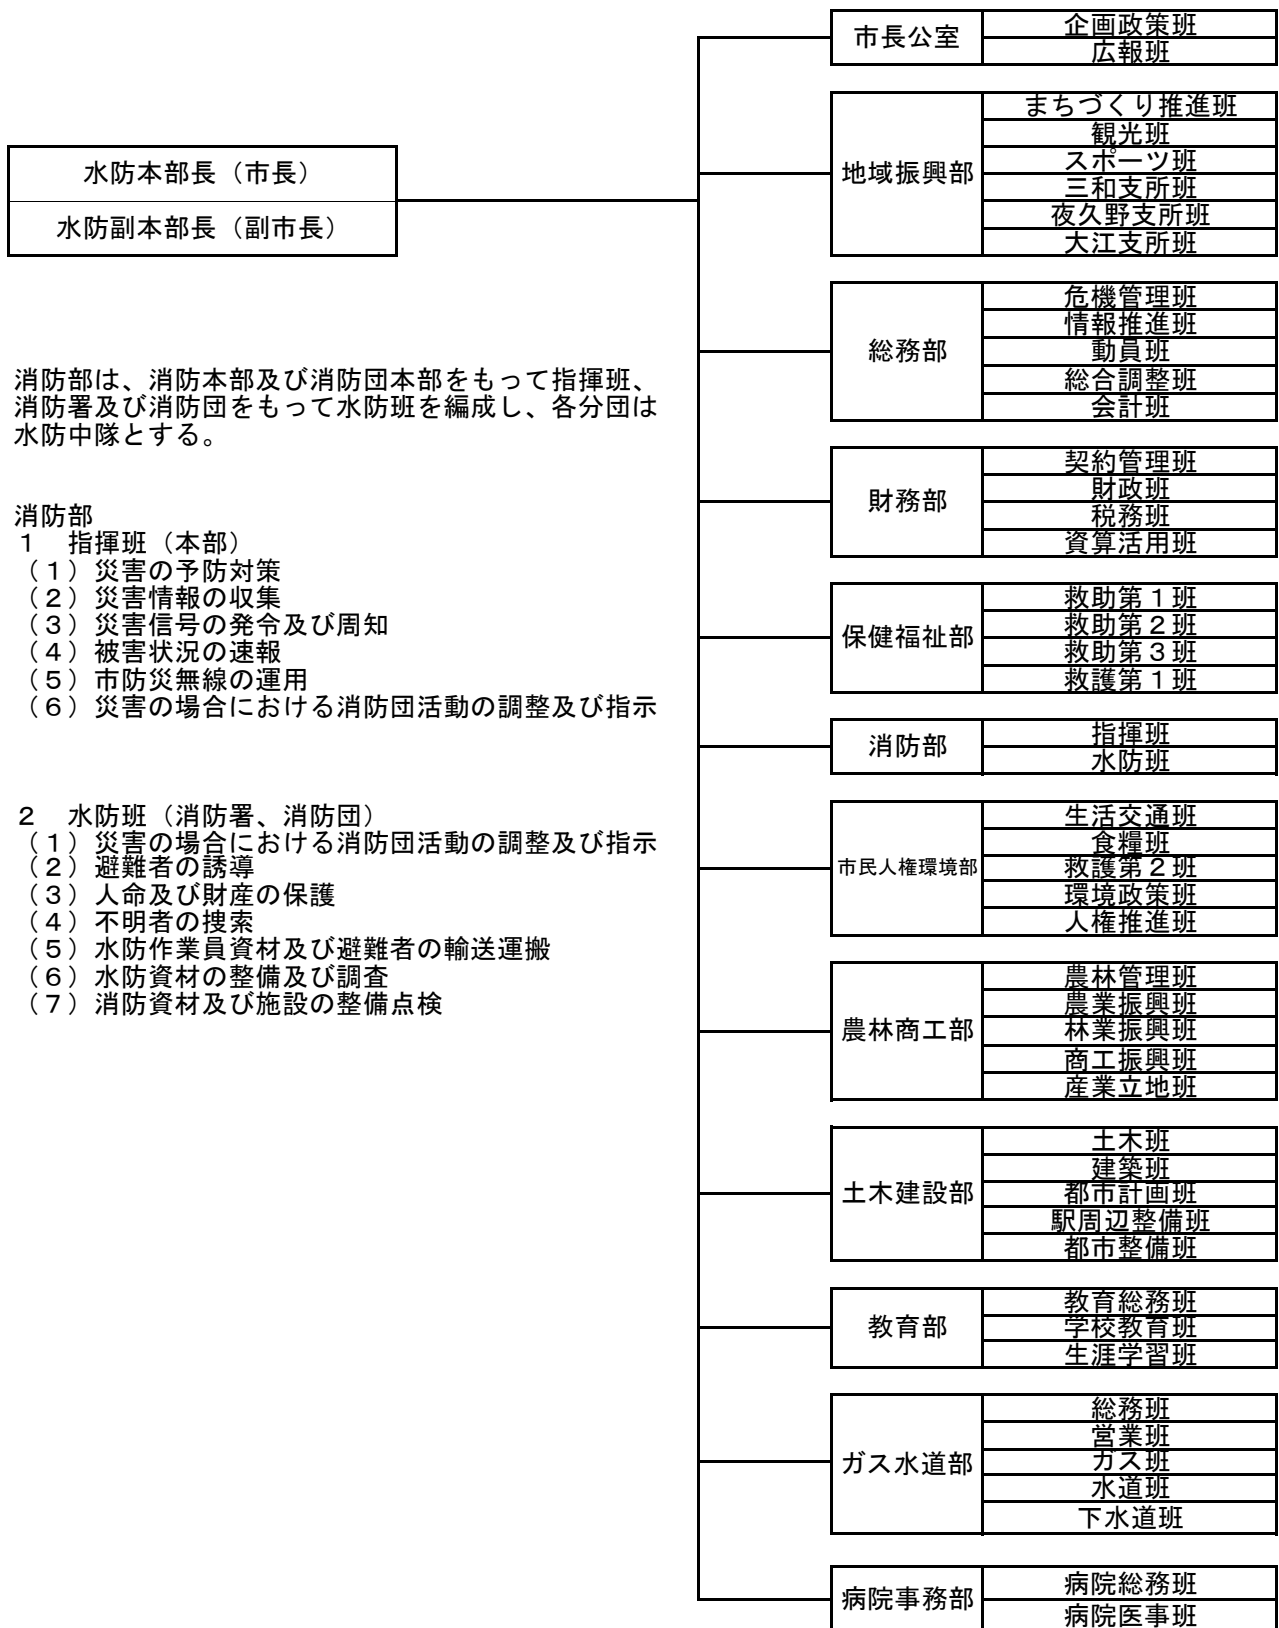 水防本部長（市長）
水防副本部長（副市長）
消防部は、消防本部及び消防団本部をもって指揮班、
消防署及び消防団をもって水防班を編成し、各分団は
水防中隊とする。
消防部
１　指揮班（本部）
（１）災害の予防対策
（２）災害情報の収集
（３）災害信号の発令及び周知
（４）被害状況の速報
（５）市防災無線の運用
（６）災害の場合における消防団活動の調整及び指示
２　水防班（消防署、消防団）
（１）災害の場合における消防団活動の調整及び指示
（２）避難者の誘導
（３）人命及び財産の保護
（４）不明者の捜索
（５）水防作業員資材及び避難者の輸送運搬
（６）水防資材の整備及び調査
（７）消防資材及び施設の整備点検
市長公室
企画政策班
広報班
地域振興部
まちづくり推進班
観光班
スポーツ班
三和支所班
夜久野支所班
大江支所班
総務部
危機管理班
情報推進班
動員班
総合調整班
会計班
財務部
契約管理班
財政班
税務班
資算活用班
保健福祉部
救助第１班
救助第２班
救助第３班
救護第１班
消防部
指揮班
水防班
市民人権環境部
生活交通班
食糧班
救護第２班
環境政策班
人権推進班
農林商工部
農林管理班
農業振興班
林業振興班
商工振興班
産業立地班
土木建設部
土木班
建築班
都市計画班
駅周辺整備班
都市整備班
教育部
教育総務班
学校教育班
生涯学習班
ガス水道部
総務班
営業班
ガス班
水道班
下水道班
病院事務部
病院総務班
病院医事班